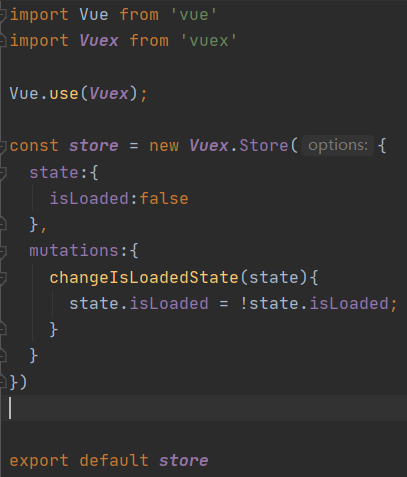 import Vue from 'vue'
import Vuex from 'vuex'
Vue.use(Vuex);
const store = new Vuex.Store( options: {
  state:{
    isLoaded:false
  },
  mutations:{
    changeIsLoadedState(state){
      state.isLoaded = !state.isLoaded;
    }
  }
})
export default store